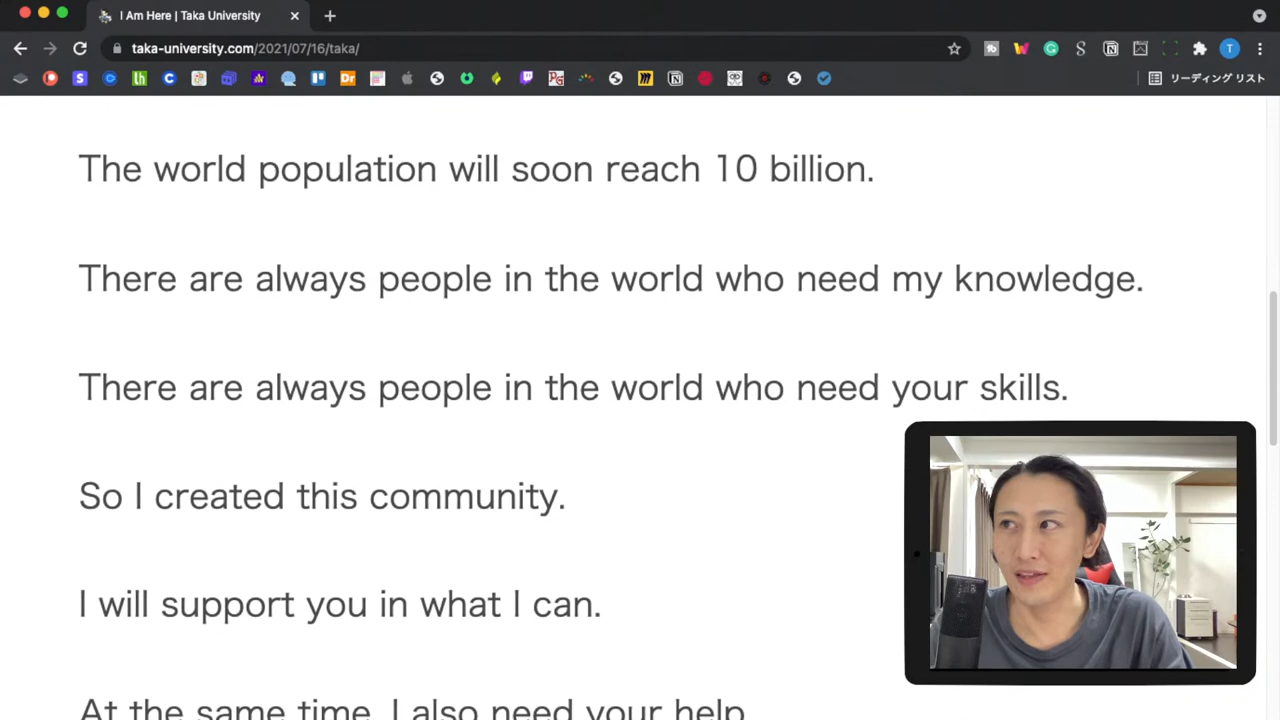 I Am Here | Taka University
taka-university.com/2021/07/16/taka/
T
リーディング リスト
The world population will soon reach 10 billion.
There are always people in the world who need my knowledge.
There are always people in the world who need your skills.
So I created this community.
I will support you in what I can.
At the same time, I also need your help.